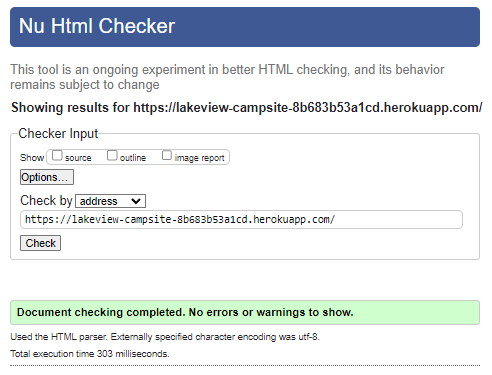 Nu Html Checker
This tool is an ongoing experiment in better HTML checking, and its behavior
remains subject to change
Showing results for https://lakeview-campsite-8b683b53a1cd.herokuapp.com/
Checker Input
Show source outline image report
Options...
Check by address
https://lakeview-campsite-8b683b53a1cd.herokuapp.com/
Check
Document checking completed. No errors or warnings to show.
Used the HTML parser. Externally specified character encoding was utf-8.
Total execution time 303 milliseconds.